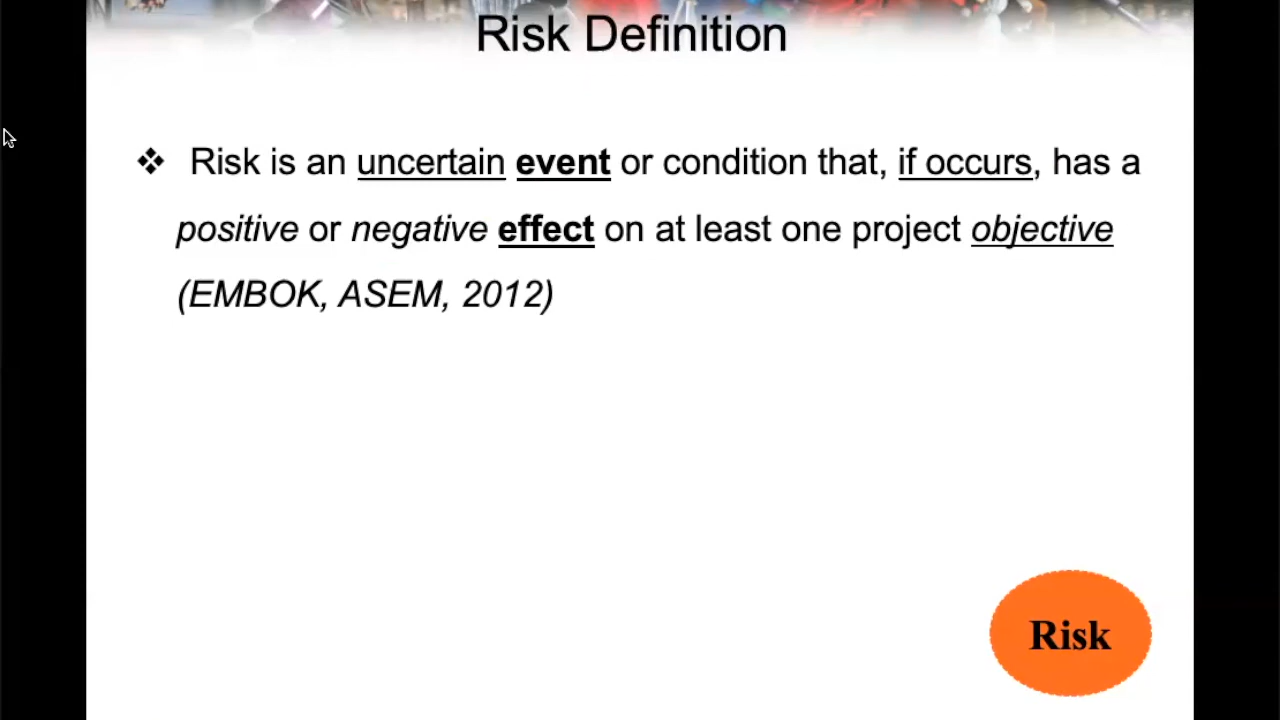 Risk Definition
❖ Risk is an uncertain event or condition that, if occurs, has a
positive or negative effect on at least one project objective
(EMBOK, ASEM, 2012)
Risk